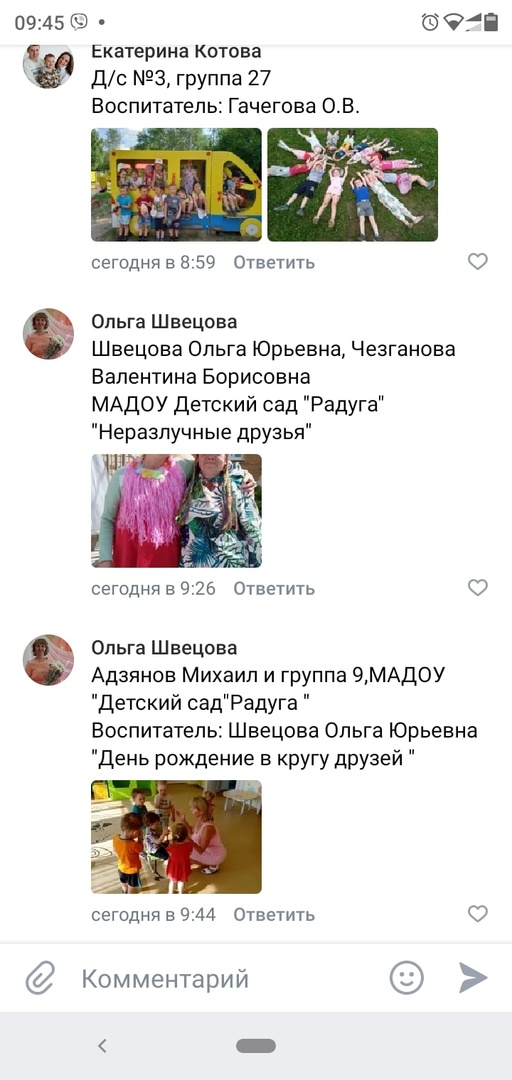 09:45
Екатерина Котова
Д/с №3, группа 27
Воспитатель: Гачегова О.В.
сегодня в 8:59 Ответить
Ольга Швецова
Швецова Ольга Юрьевна, Чезганова
Валентина Борисовна
МАДОУ Детский сад "Радуга"
"Неразлучные друзья"
сегодня в 9:26 Ответить
Ольга Швецова
Адзянов Михаил и группа 9,МАДОУ
"Детский сад"Радуга "
Воспитатель: Швецова Ольга Юрьевна
"День рождение в кругу друзей "
сегодня в 9:44 Ответить
Комментарий